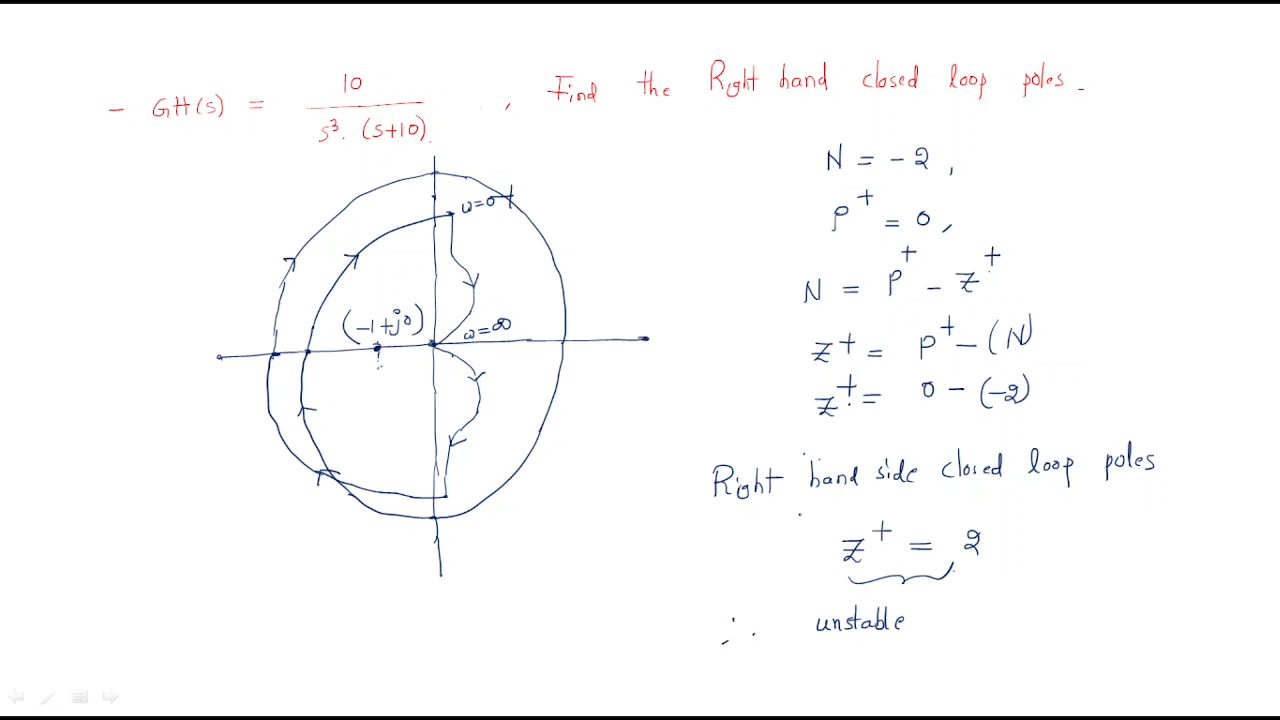 - GH(s) = 10 / s³. (s+10) , Find the Right hand closed loop poles.
N = -2,
P⁺ = 0,
N = P⁺ - Z⁺
Z⁺ = P⁺ - (N)
Z⁺ = 0 - (-2)
Right hand side closed loop poles
Z⁺ = 2
∴ unstable
ω=0⁺
(-1+j0)
ω=∞